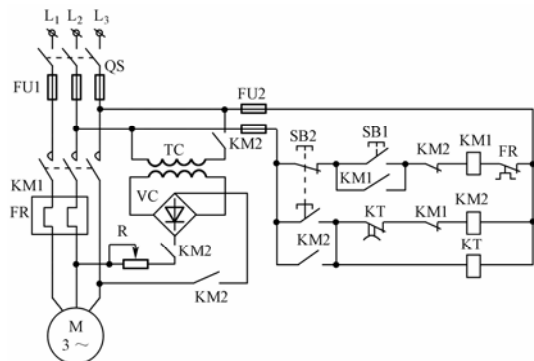 L1 L2 L3
QS
FU1
FU2
TC
KM2
SB2
SB1
KM2
KM1
FR
KM1
KM1
FR
VC
R
KM2
KM2
KM2
KT
KM1
KM2
KT
M
3 ~